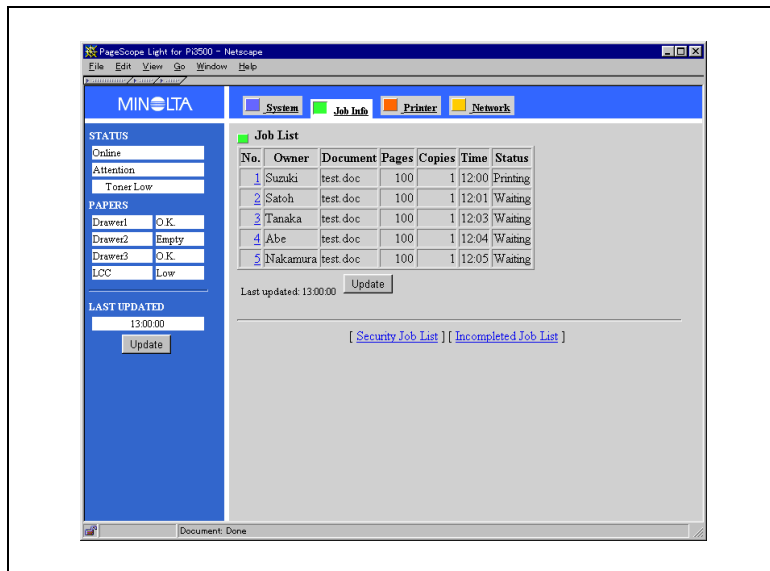 PageScope Light for Pi3500 - Netscape
File Edit View Go Window Help
MINOLTA
System Job Info Printer Network
STATUS
Online
Attention
Toner Low
PAPERS
Drawer1 O.K.
Drawer2 Empty
Drawer3 O.K.
LCC Low
LAST UPDATED
13:00:00
Update
Job List
No. Owner Document Pages Copies Time Status
1 Suzuki test.doc 100 1 12:00 Printing
2 Satoh test.doc 100 1 12:01 Waiting
3 Tanaka test.doc 100 1 12:03 Waiting
4 Abe test.doc 100 1 12:04 Waiting
5 Nakamura test.doc 100 1 12:05 Waiting
Last updated: 13:00:00 Update
[ Security Job List ] [ Incompleted Job List ]
Document: Done